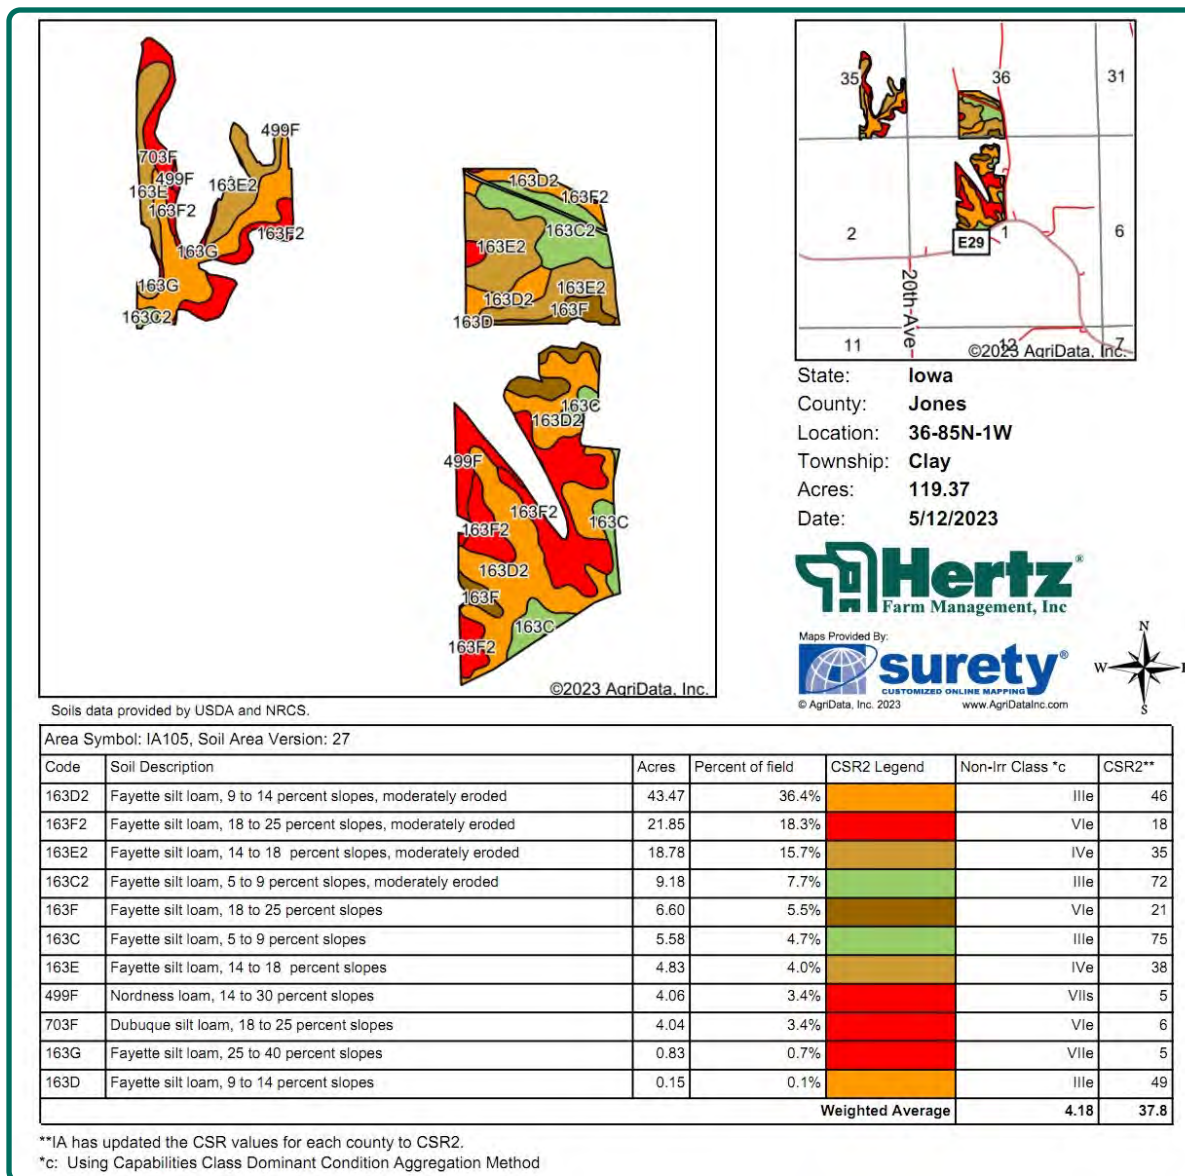 499F
703F
499F
163E
163E2
163F2
163F2
163G
163G
163C2
163D2
163F2
163C2
163E2
163E2
163D2
163F
163D
163C
163D2
499F
163F2
163C
163F2
163D2
163F
163C
163F2
©2023 AgriData, Inc.
35
36
31
2
1
6
E29
20th Ave
11
12
7
©2023 AgriData, Inc.
State: Iowa
County: Jones
Location: 36-85N-1W
Township: Clay
Acres: 119.37
Date: 5/12/2023
Hertz®
Farm Management, Inc
Maps Provided By:
surety®
CUSTOMIZED ONLINE MAPPING
© AgriData, Inc. 2023 www.AgriDataInc.com
N
W E
S
Soils data provided by USDA and NRCS.
Area Symbol: IA105, Soil Area Version: 27
Code Soil Description Acres Percent of field CSR2 Legend Non-Irr Class *c CSR2**
163D2 Fayette silt loam, 9 to 14 percent slopes, moderately eroded 43.47 36.4% IIIe 46
163F2 Fayette silt loam, 18 to 25 percent slopes, moderately eroded 21.85 18.3% VIe 18
163E2 Fayette silt loam, 14 to 18 percent slopes, moderately eroded 18.78 15.7% IVe 35
163C2 Fayette silt loam, 5 to 9 percent slopes, moderately eroded 9.18 7.7% IIIe 72
163F Fayette silt loam, 18 to 25 percent slopes 6.60 5.5% VIe 21
163C Fayette silt loam, 5 to 9 percent slopes 5.58 4.7% IIIe 75
163E Fayette silt loam, 14 to 18 percent slopes 4.83 4.0% IVe 38
499F Nordness loam, 14 to 30 percent slopes 4.06 3.4% VIIs 5
703F Dubuque silt loam, 18 to 25 percent slopes 4.04 3.4% VIe 6
163G Fayette silt loam, 25 to 40 percent slopes 0.83 0.7% VIIe 5
163D Fayette silt loam, 9 to 14 percent slopes 0.15 0.1% IIIe 49
Weighted Average 4.18 37.8
**IA has updated the CSR values for each county to CSR2.
*c: Using Capabilities Class Dominant Condition Aggregation Method